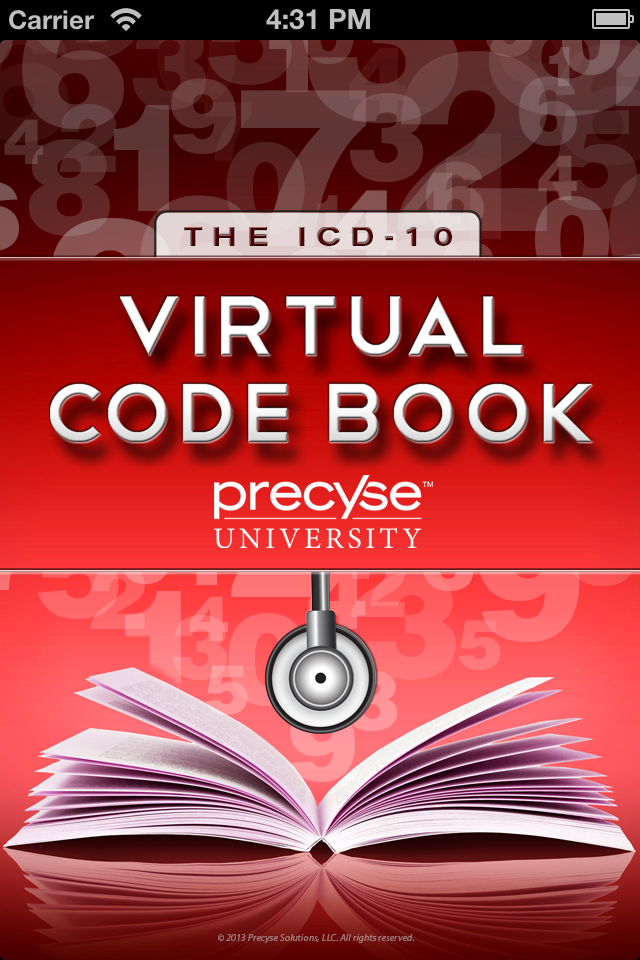 Carrier 4:31 PM
THE ICD-10
VIRTUAL
CODE BOOK
precyse™
UNIVERSITY
© 2013 Precyse Solutions, LLC. All rights reserved.